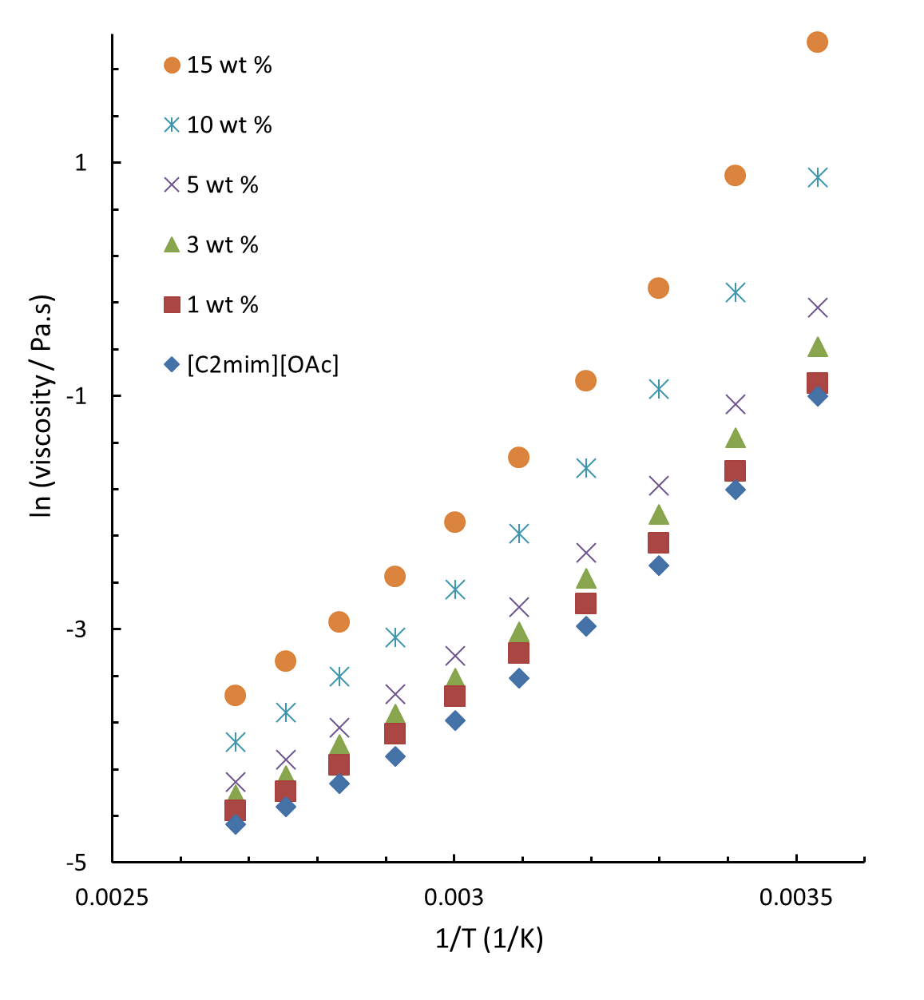 15 wt %
10 wt %
5 wt %
3 wt %
1 wt %
[C2mim][OAc]
1
-1
-3
-5
ln (viscosity / Pa.s)
0.0025
0.003
0.0035
1/T (1/K)